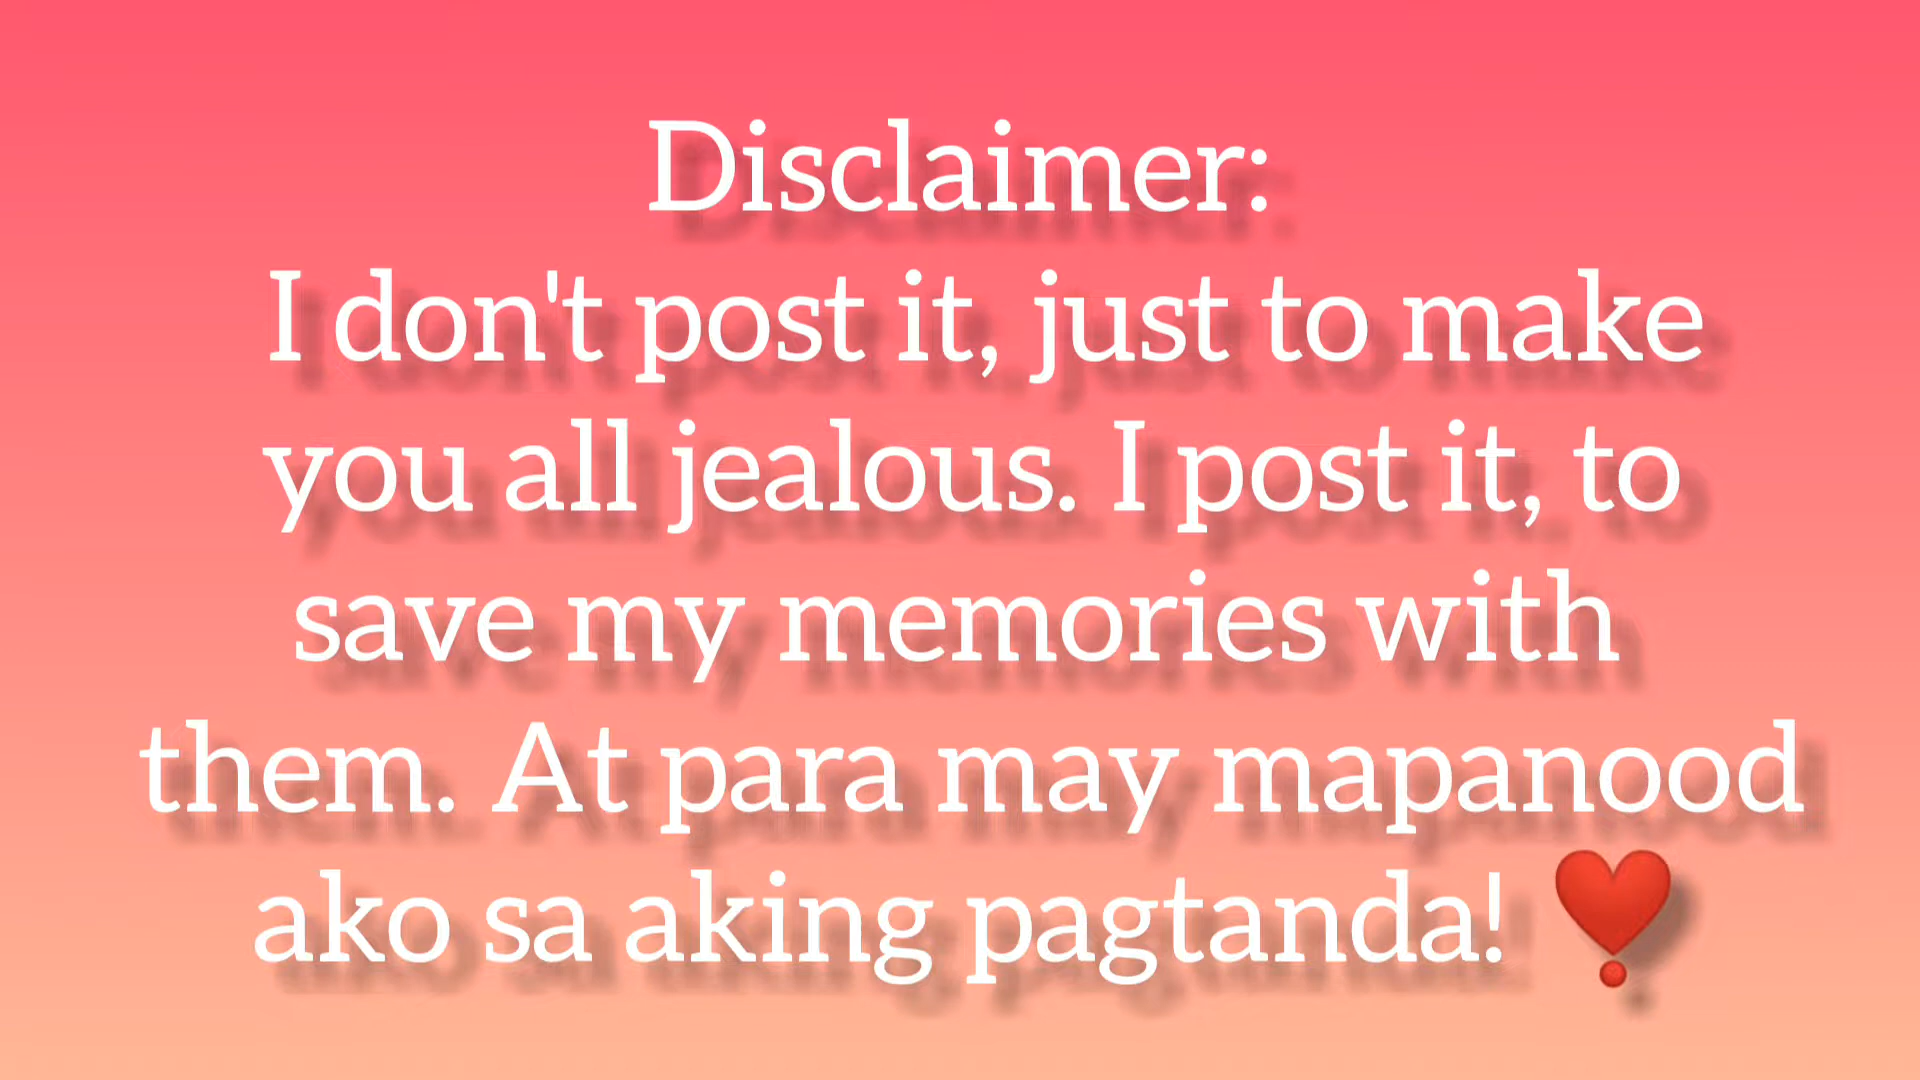 Disclaimer:
I don't post it, just to make
you all jealous. I post it, to
save my memories with
them. At para may mapanood
ako sa aking pagtanda! ❣️